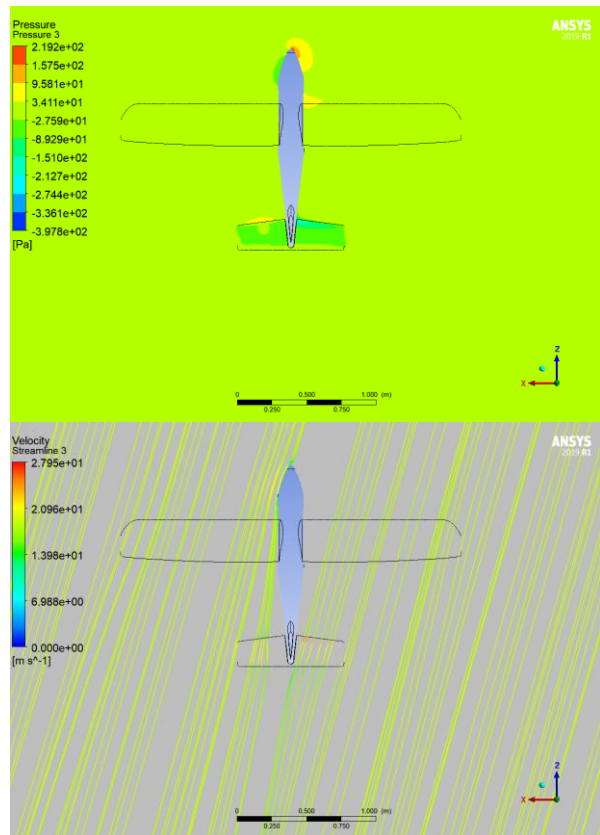 Pressure
Pressure 3
2.192e+02
1.575e+02
9.581e+01
3.411e+01
-2.759e+01
-8.929e+01
-1.510e+02
-2.127e+02
-2.744e+02
-3.361e+02
-3.978e+02
[Pa]
ANSYS
2019 R1
Z
X
0 0.500 1.000 (m)
0.250 0.750
Velocity
Streamline 3
2.795e+01
2.096e+01
1.398e+01
6.988e+00
0.000e+00
[m s^-1]
ANSYS
2019 R1
Z
X
0 0.500 1.000 (m)
0.250 0.750